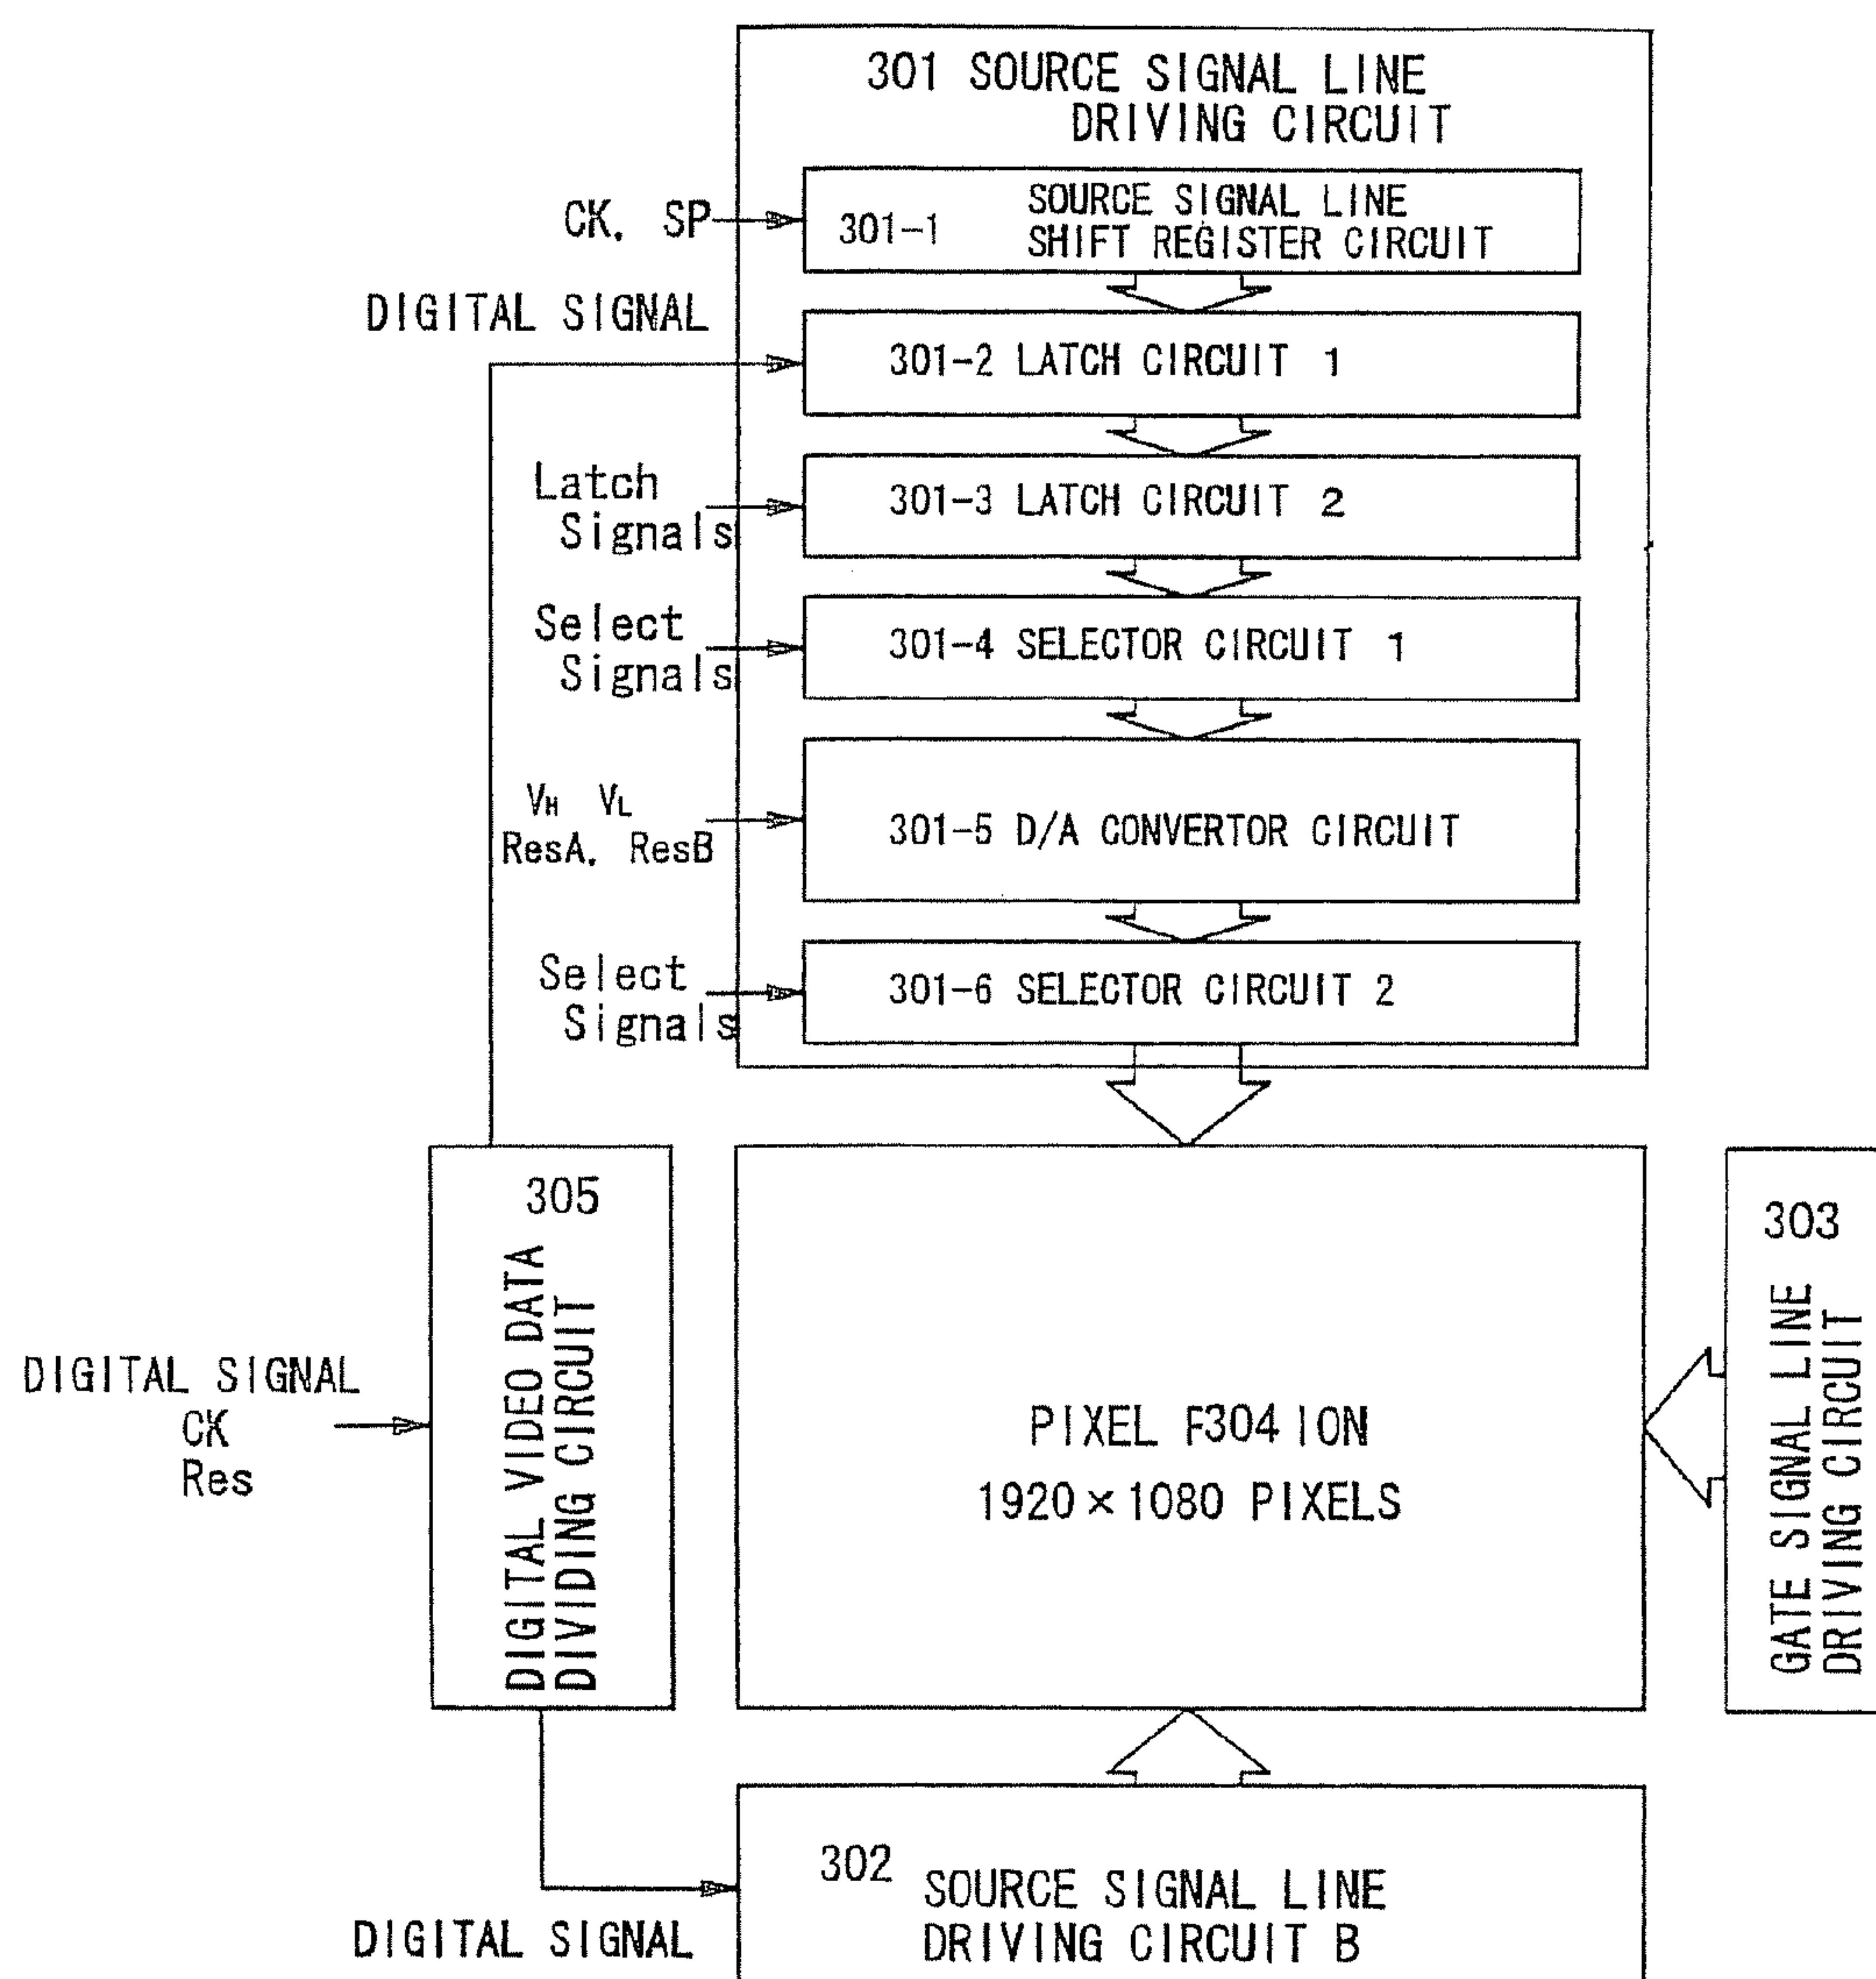 301 SOURCE SIGNAL LINE
DRIVING CIRCUIT
CK, SP
301-1
SOURCE SIGNAL LINE
SHIFT REGISTER CIRCUIT
DIGITAL SIGNAL
301-2 LATCH CIRCUIT 1
Latch
Signals
301-3 LATCH CIRCUIT 2
Select
Signals
301-4 SELECTOR CIRCUIT 1
VH VL
ResA, ResB
301-5 D/A CONVERTOR CIRCUIT
Select
Signals
301-6 SELECTOR CIRCUIT 2
305
DIGITAL VIDEO DATA
DIVIDING CIRCUIT
DIGITAL SIGNAL
CK
Res
PIXEL F304ION
1920×1080 PIXELS
303
GATE SIGNAL LINE
DRIVING CIRCUIT
302
SOURCE SIGNAL LINE
DRIVING CIRCUIT B
DIGITAL SIGNAL